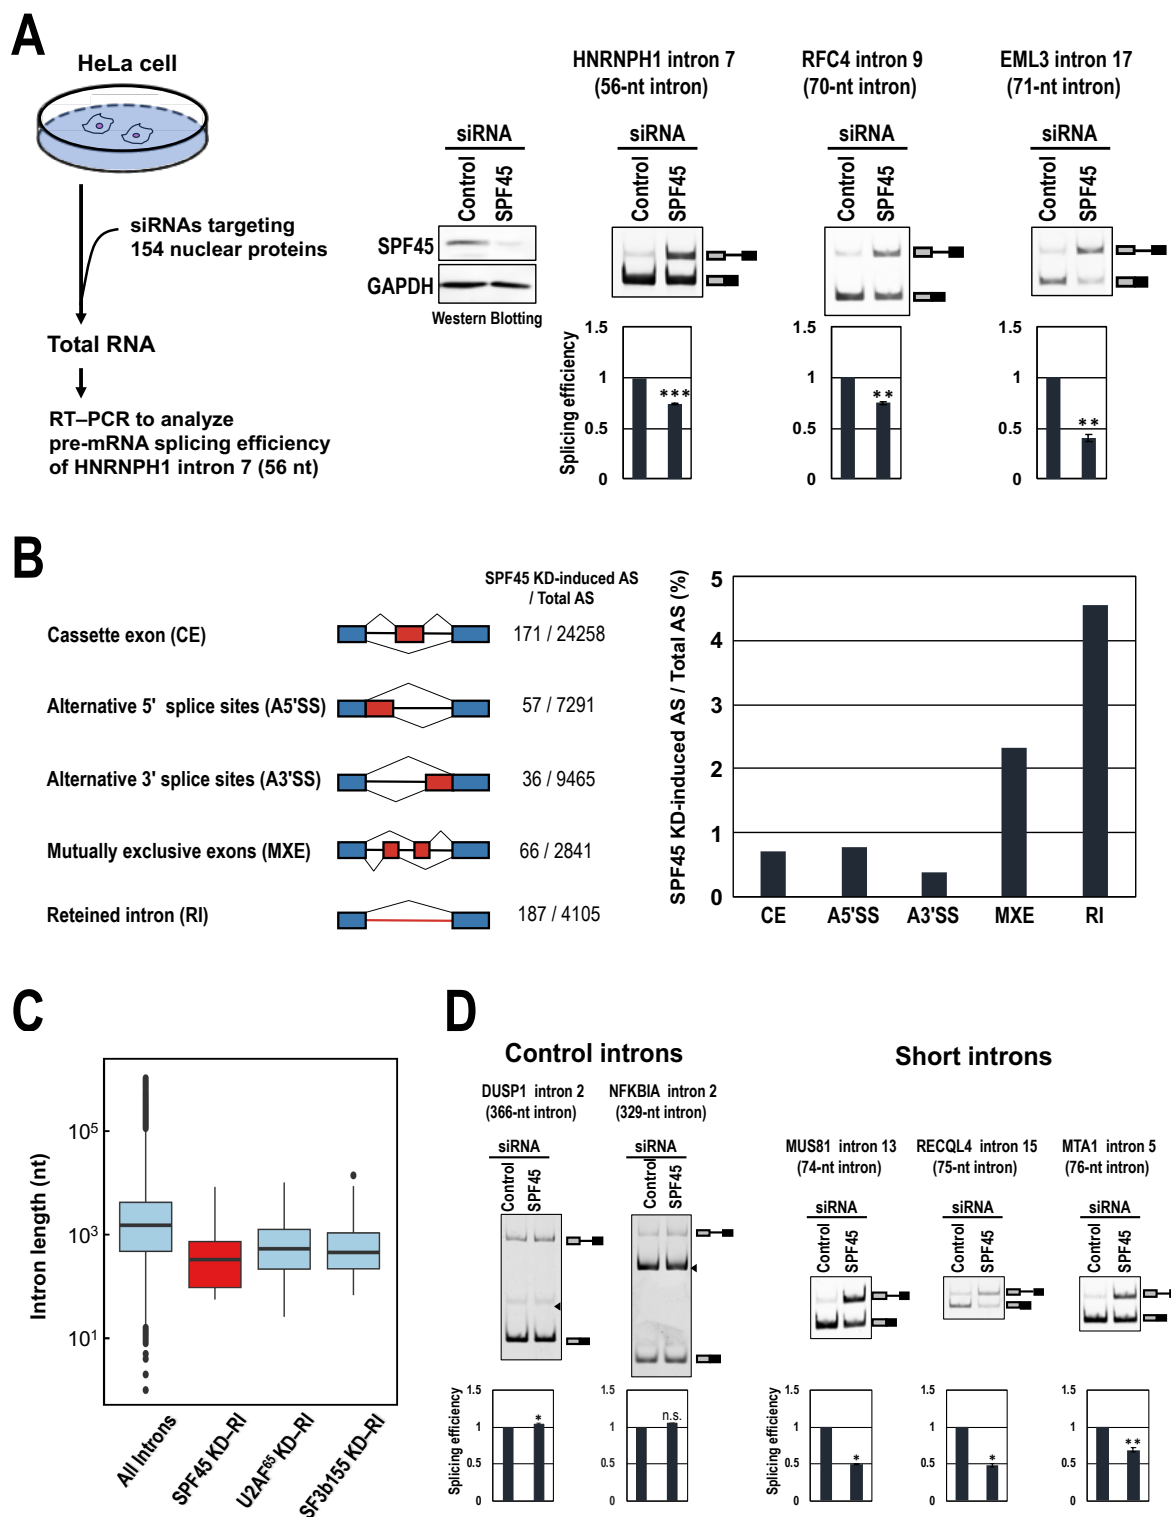 A
HeLa cell
siRNAs targeting
154 nuclear proteins
Total RNA
RT–PCR to analyze
pre-mRNA splicing efficiency
of HNRNPH1 intron 7 (56 nt)
siRNA
Control
SPF45
SPF45
GAPDH
Western Blotting
HNRNPH1 intron 7
(56-nt intron)
siRNA
Control
SPF45
Splicing efficiency
1.5
1
0.5
0
***
RFC4 intron 9
(70-nt intron)
siRNA
Control
SPF45
1.5
1
0.5
0
**
EML3 intron 17
(71-nt intron)
siRNA
Control
SPF45
1.5
1
0.5
0
**
B
SPF45 KD-induced AS
/ Total AS
Cassette exon (CE)
171 / 24258
Alternative 5' splice sites (A5'SS)
57 / 7291
Alternative 3' splice sites (A3'SS)
36 / 9465
Mutually exclusive exons (MXE)
66 / 2841
Reteined intron (RI)
187 / 4105
SPF45 KD-induced AS / Total AS (%)
5
4
3
2
1
0
CE
A5'SS
A3'SS
MXE
RI
C
Intron length (nt)
10⁵
10³
10¹
All Introns
SPF45 KD–RI
U2AF⁶⁵ KD–RI
SF3b155 KD–RI
D
Control introns
DUSP1 intron 2
(366-nt intron)
siRNA
Control
SPF45
Splicing efficiency
1.5
1
0.5
0
*
NFKBIA intron 2
(329-nt intron)
siRNA
Control
SPF45
1.5
1
0.5
0
n.s.
Short introns
MUS81 intron 13
(74-nt intron)
siRNA
Control
SPF45
Splicing efficiency
1.5
1
0.5
0
*
RECQL4 intron 15
(75-nt intron)
siRNA
Control
SPF45
1.5
1
0.5
0
*
MTA1 intron 5
(76-nt intron)
siRNA
Control
SPF45
1.5
1
0.5
0
**